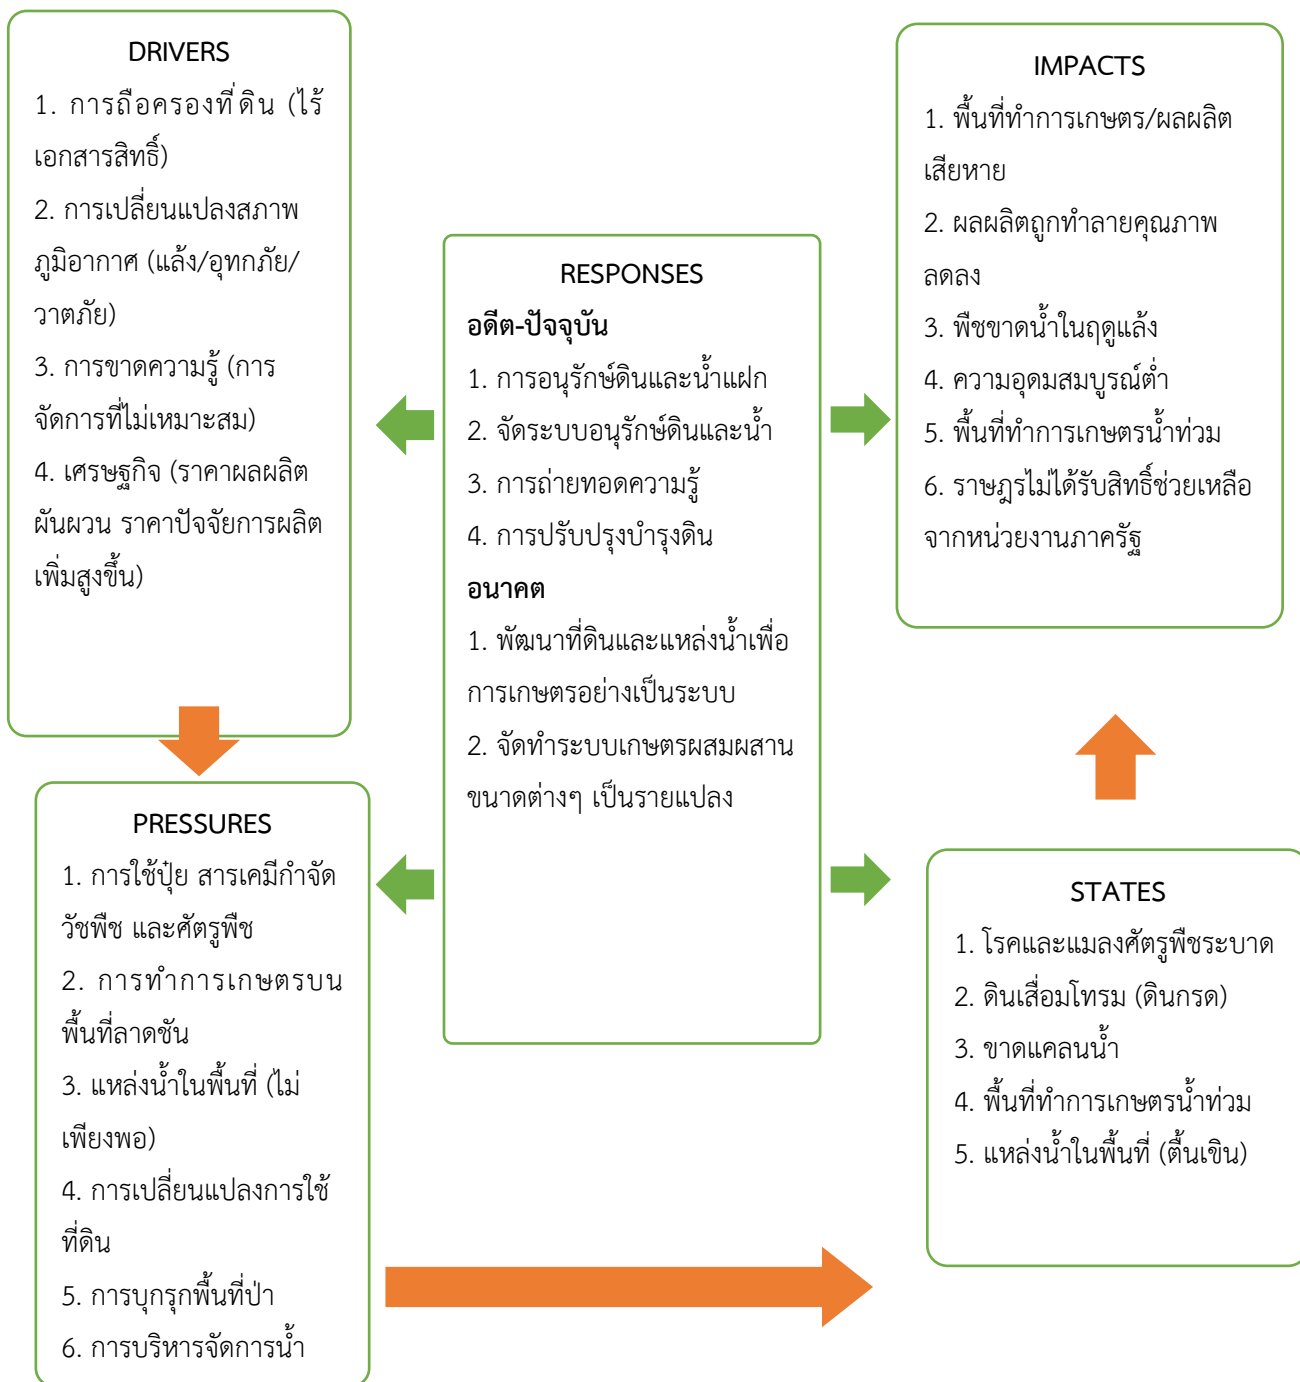 DRIVERS
1. การถือครองที่ดิน (ไร้
เอกสารสิทธิ์)
2. การเปลี่ยนแปลงสภาพ
ภูมิอากาศ (แล้ง/อุทกภัย/
วาตภัย)
3. การขาดความรู้ (การ
จัดการที่ไม่เหมาะสม)
4. เศรษฐกิจ (ราคาผลผลิต
ผันผวน ราคาปัจจัยการผลิต
เพิ่มสูงขึ้น)
PRESSURES
1. การใช้ปุ๋ย สารเคมีกำจัด
วัชพืช และศัตรูพืช
2. การทำการเกษตรบน
พื้นที่ลาดชัน
3. แหล่งน้ำในพื้นที่ (ไม่
เพียงพอ)
4. การเปลี่ยนแปลงการใช้
ที่ดิน
5. การบุกรุกพื้นที่ป่า
6. การบริหารจัดการน้ำ
RESPONSES
อดีต-ปัจจุบัน
1. การอนุรักษ์ดินและน้ำแฝก
2. จัดระบบอนุรักษ์ดินและน้ำ
3. การถ่ายทอดความรู้
4. การปรับปรุงบำรุงดิน
อนาคต
1. พัฒนาที่ดินและแหล่งน้ำเพื่อ
การเกษตรอย่างเป็นระบบ
2. จัดทำระบบเกษตรผสมผสาน
ขนาดต่างๆ เป็นรายแปลง
IMPACTS
1. พื้นที่ทำการเกษตร/ผลผลิต
เสียหาย
2. ผลผลิตถูกทำลายคุณภาพ
ลดลง
3. พืชขาดน้ำในฤดูแล้ง
4. ความอุดมสมบูรณ์ต่ำ
5. พื้นที่ทำการเกษตรน้ำท่วม
6. ราษฎรไม่ได้รับสิทธิ์ช่วยเหลือ
จากหน่วยงานภาครัฐ
STATES
1. โรคและแมลงศัตรูพืชระบาด
2. ดินเสื่อมโทรม (ดินกรด)
3. ขาดแคลนน้ำ
4. พื้นที่ทำการเกษตรน้ำท่วม
5. แหล่งน้ำในพื้นที่ (ตื้นเขิน)